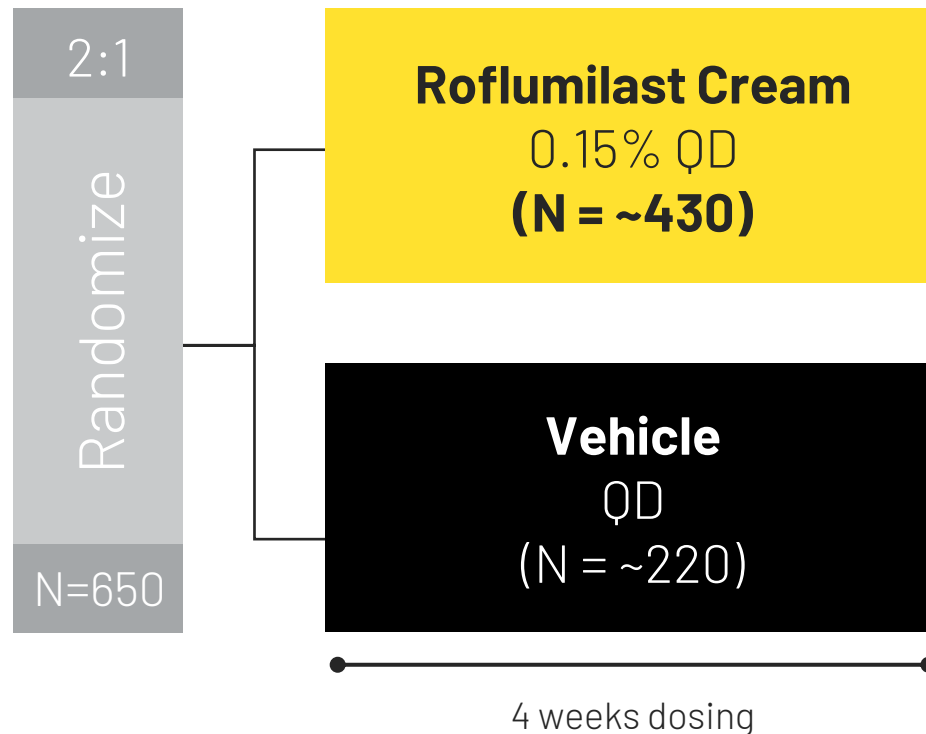 2:1
Randomize
N=650
Roflumilast Cream
0.15% QD
(N = ~430)
Vehicle
QD
(N = ~220)
4 weeks dosing